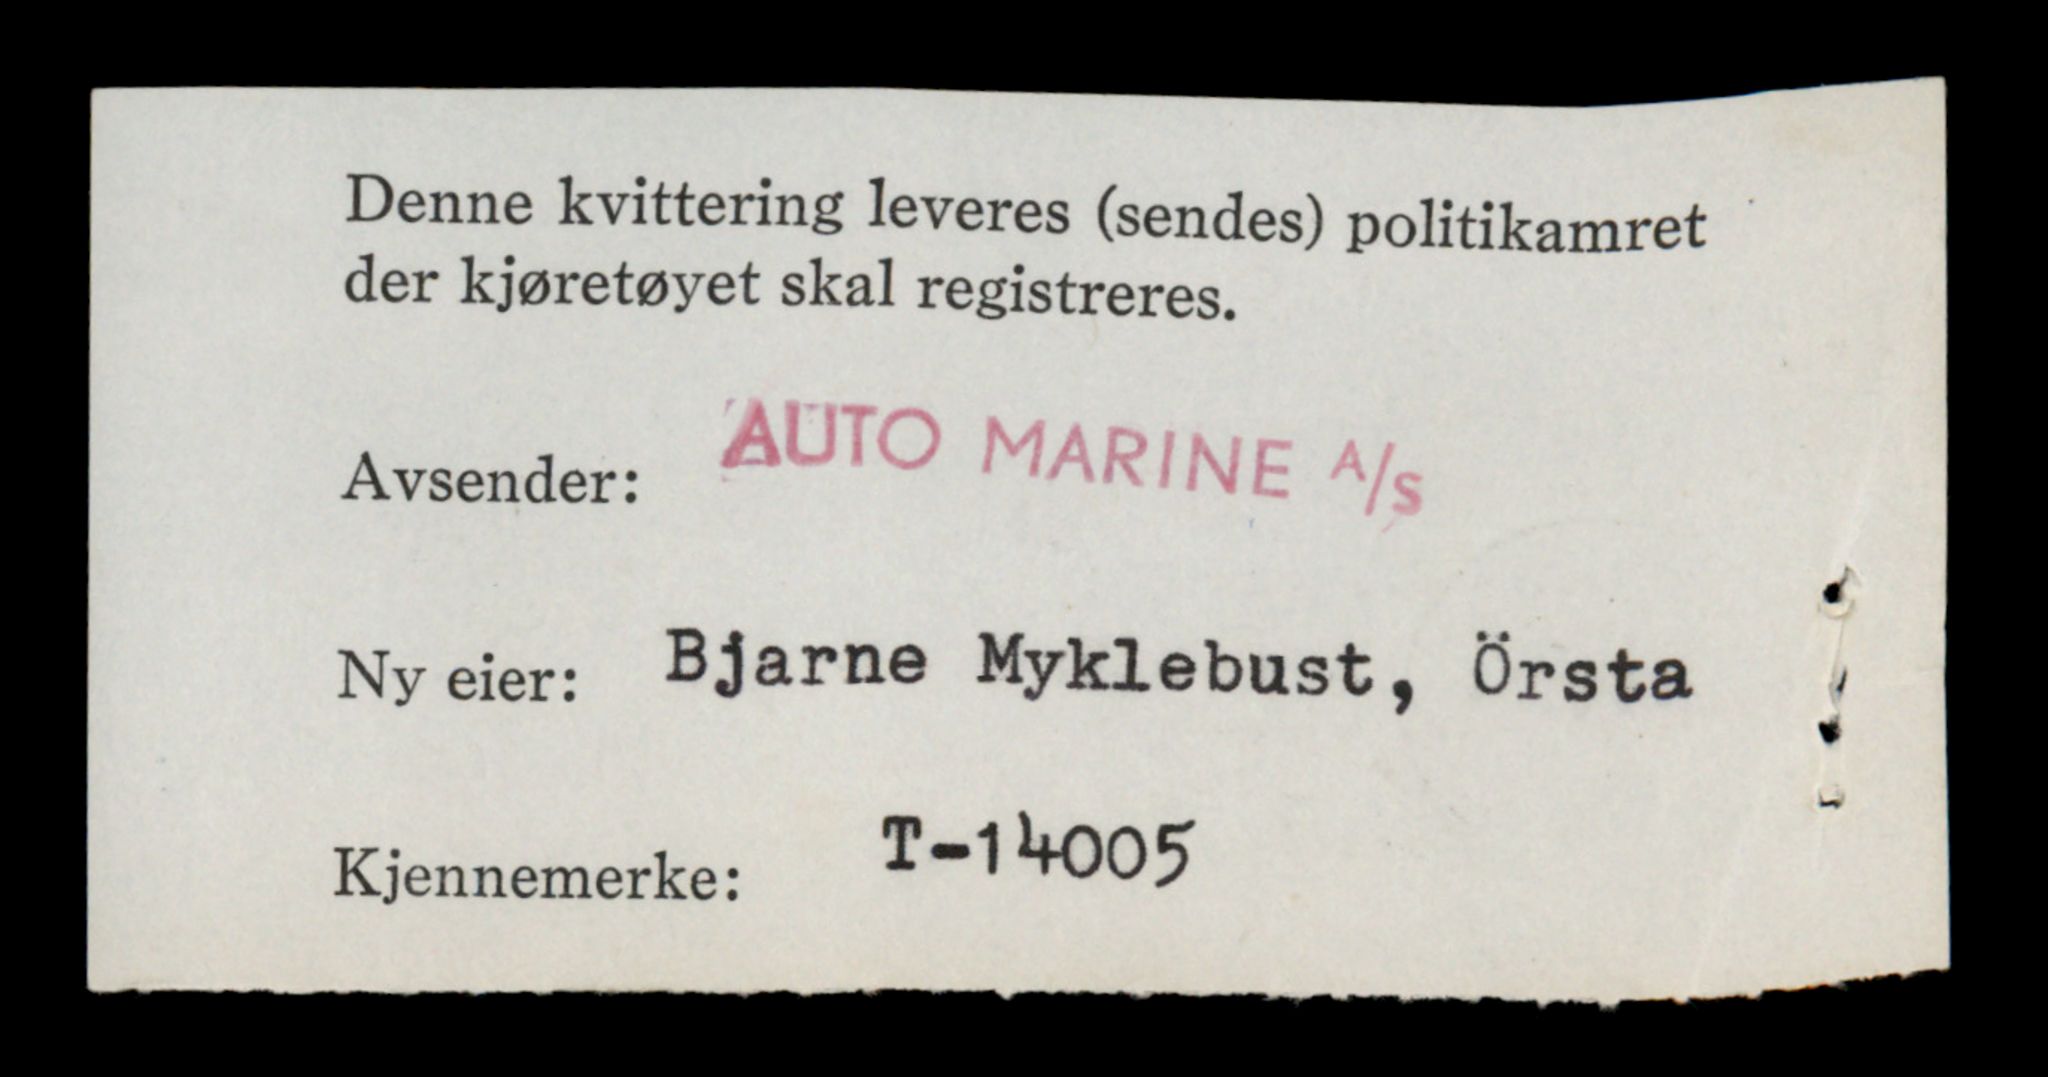 Denne kvittering leveres (sendes) politikamret
der kjøretøyet skal registreres.
Avsender: AUTO MARINE A/S
Ny eier: Bjarne Myklebust, Örsta
Kjennemerke: T-14005